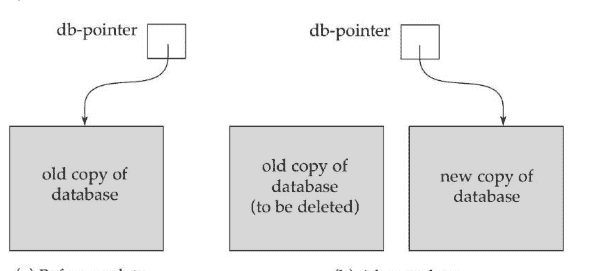 db-pointer
db-pointer
old copy of
database
old copy of
database
(to be deleted)
new copy of
database